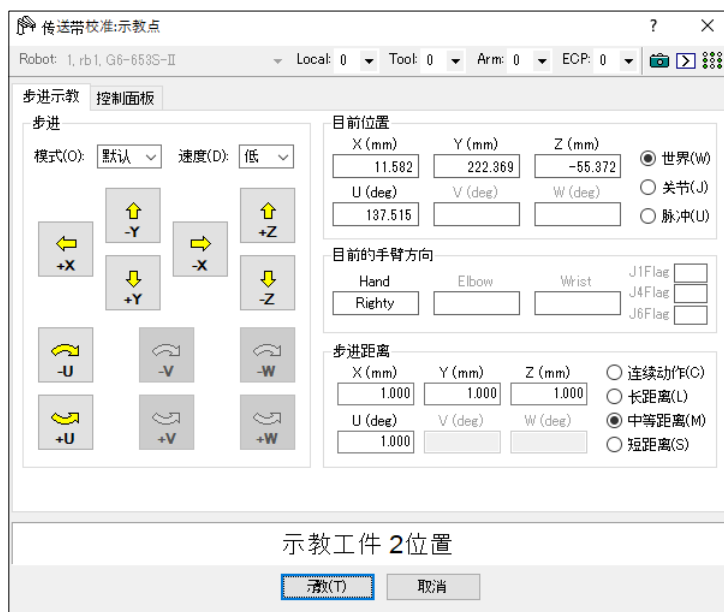 传送带校准:示教点
Robot: 1, rb1, G6-653S-II Local: 0 Tool: 0 Arm: 0 ECP: 0
步进示教 控制面板
步进
模式(O): 默认 速度(D): 低
-Y +Z
+X -X
+Y -Z
-U -V -W
+U +V +W
目前位置
X (mm) Y (mm) Z (mm)
11.582 222.369 -55.372
U (deg) V (deg) W (deg)
137.515
世界(W)
关节(J)
脉冲(U)
目前的手臂方向
Hand Elbow Wrist
Righty
J1Flag
J4Flag
J6Flag
步进距离
X (mm) Y (mm) Z (mm)
1.000 1.000 1.000
U (deg) V (deg) W (deg)
1.000
连续动作(C)
长距离(L)
中等距离(M)
短距离(S)
示教工件 2位置
示教(T) 取消